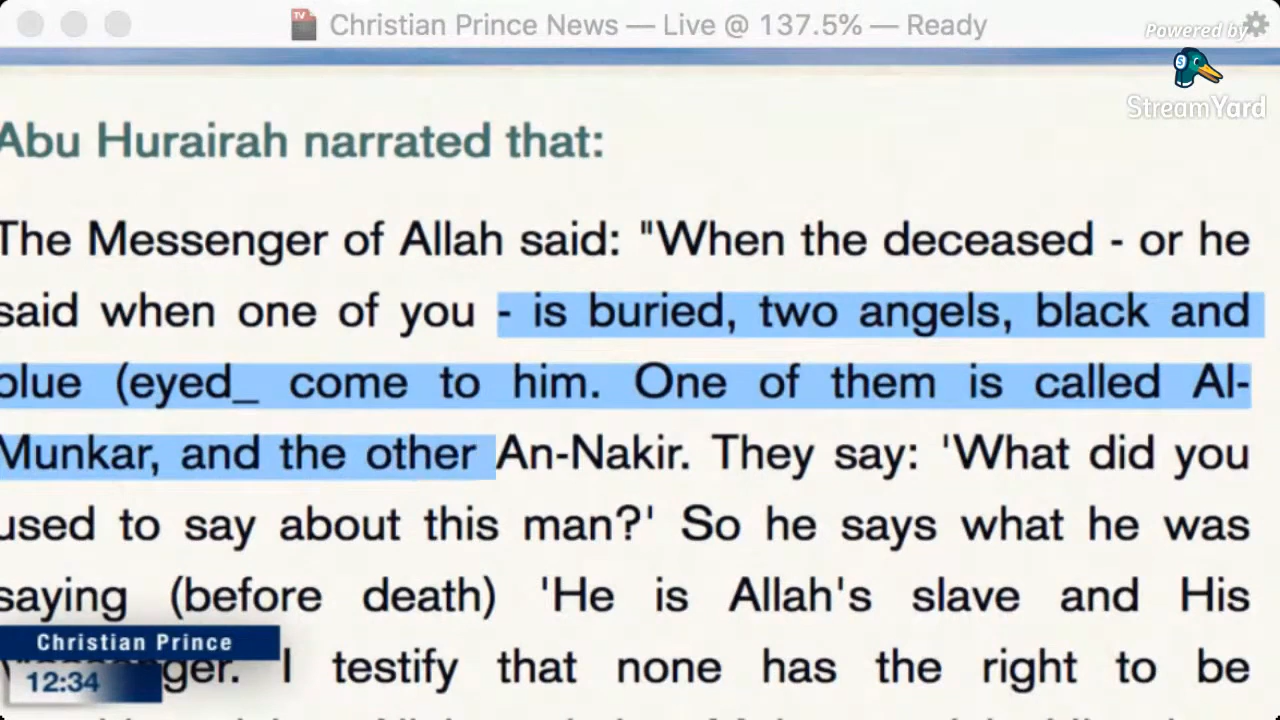 Christian Prince News — Live @ 137.5% — Ready
Powered by
StreamYard
Abu Hurairah narrated that:
The Messenger of Allah said: "When the deceased - or he
said when one of you - is buried, two angels, black and
blue (eyed_ come to him. One of them is called Al-
Munkar, and the other An-Nakir. They say: 'What did you
used to say about this man?' So he says what he was
saying (before death) 'He is Allah's slave and His
I testify that none has the right to be
Christian Prince
12:34